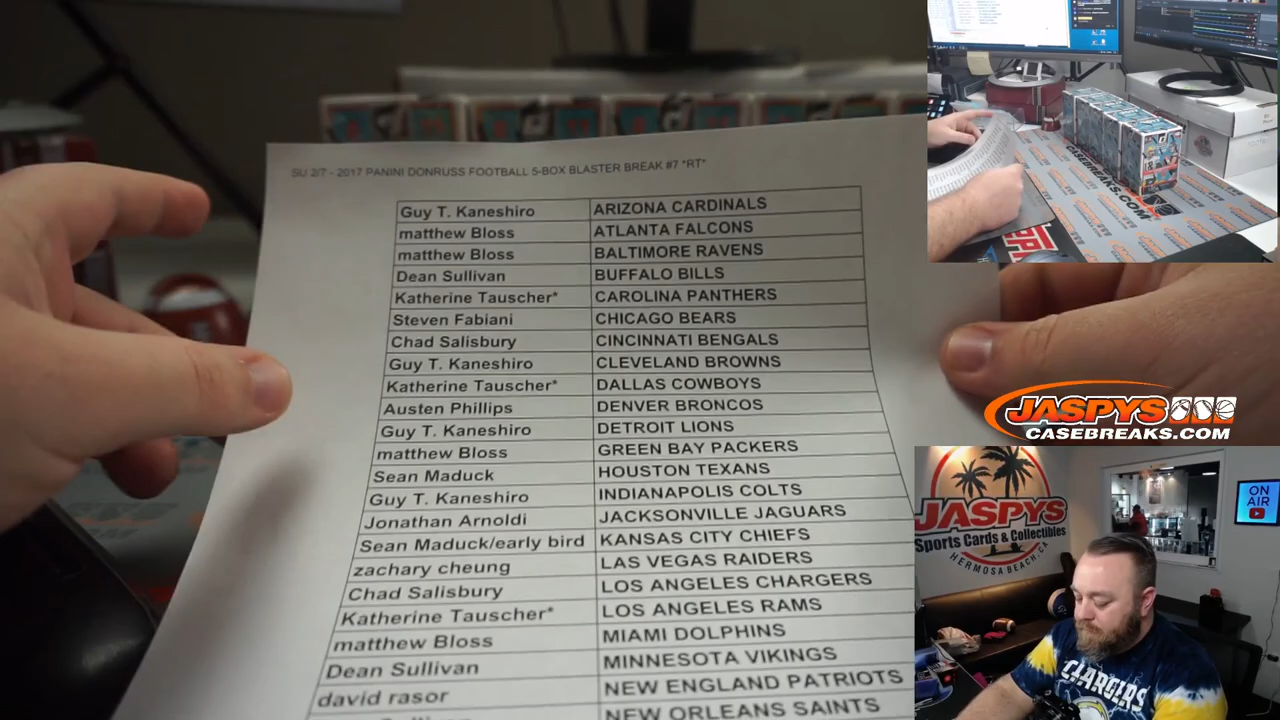 SU 2/7 - 2017 PANINI DONRUSS FOOTBALL 5-BOX BLASTER BREAK #7 "RT"
Guy T. Kaneshiro ARIZONA CARDINALS
matthew Bloss ATLANTA FALCONS
matthew Bloss BALTIMORE RAVENS
Dean Sullivan BUFFALO BILLS
Katherine Tauscher* CAROLINA PANTHERS
Steven Fabiani CHICAGO BEARS
Chad Salisbury CINCINNATI BENGALS
Guy T. Kaneshiro CLEVELAND BROWNS
Katherine Tauscher* DALLAS COWBOYS
Austen Phillips DENVER BRONCOS
Guy T. Kaneshiro DETROIT LIONS
matthew Bloss GREEN BAY PACKERS
Sean Maduck HOUSTON TEXANS
Guy T. Kaneshiro INDIANAPOLIS COLTS
Jonathan Arnoldi JACKSONVILLE JAGUARS
Sean Maduck/early bird KANSAS CITY CHIEFS
zachary cheung LAS VEGAS RAIDERS
Chad Salisbury LOS ANGELES CHARGERS
Katherine Tauscher* LOS ANGELES RAMS
matthew Bloss MIAMI DOLPHINS
Dean Sullivan MINNESOTA VIKINGS
david rasor NEW ENGLAND PATRIOTS
Sullivan NEW ORLEANS SAINTS
CASEBREAKS.COM
JASPYS
CASEBREAKS.COM
JASPYS
Sports Cards & Collectibles
HERMOSA BEACH, CA
ON
AIR
CHARGERS